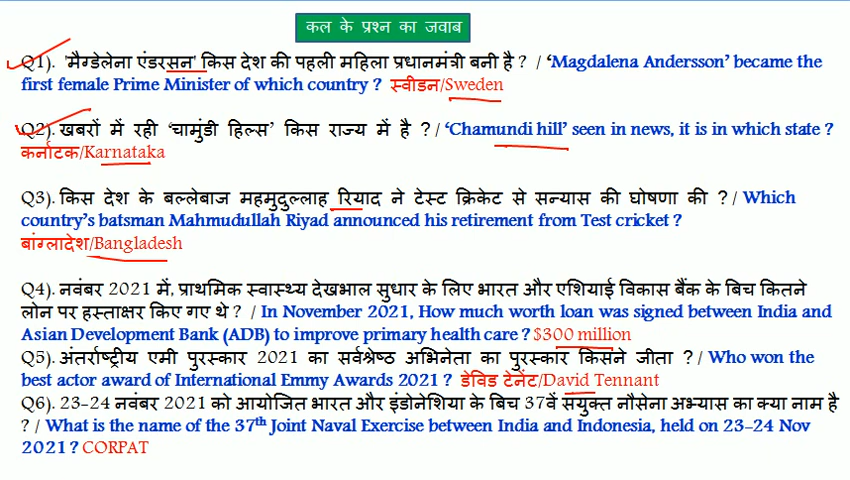 कल के प्रश्न का जवाब
Q1). 'मैग्डेलेना एंडरसन' किस देश की पहली महिला प्रधानमंत्री बनी है ? / ‘Magdalena Andersson’ became the
first female Prime Minister of which country ? स्वीडन/Sweden
Q2). खबरों में रही ‘चामुंडी हिल्स’ किस राज्य में है ? / ‘Chamundi hill’ seen in news, it is in which state ?
कर्नाटक/Karnataka
Q3). किस देश के बल्लेबाज महमुदुल्लाह रियाद ने टेस्ट क्रिकेट से सन्यास की घोषणा की ? / Which
country’s batsman Mahmudullah Riyad announced his retirement from Test cricket ?
बांग्लादेश/Bangladesh
Q4). नवंबर 2021 में, प्राथमिक स्वास्थ्य देखभाल सुधार के लिए भारत और एशियाई विकास बैंक के बिच कितने
लोन पर हस्ताक्षर किए गए थे ? / In November 2021, How much worth loan was signed between India and
Asian Development Bank (ADB) to improve primary health care ? $300 million
Q5). अंतर्राष्ट्रीय एमी पुरस्कार 2021 का सर्वश्रेष्ठ अभिनेता का पुरस्कार किसने जीता ? / Who won the
best actor award of International Emmy Awards 2021 ? डेविड टेनेंट/David Tennant
Q6). 23-24 नवंबर 2021 को आयोजित भारत और इंडोनेशिया के बिच 37वें सयुक्त नौसेना अभ्यास का क्या नाम है
? / What is the name of the 37th Joint Naval Exercise between India and Indonesia, held on 23-24 Nov
2021 ? CORPAT